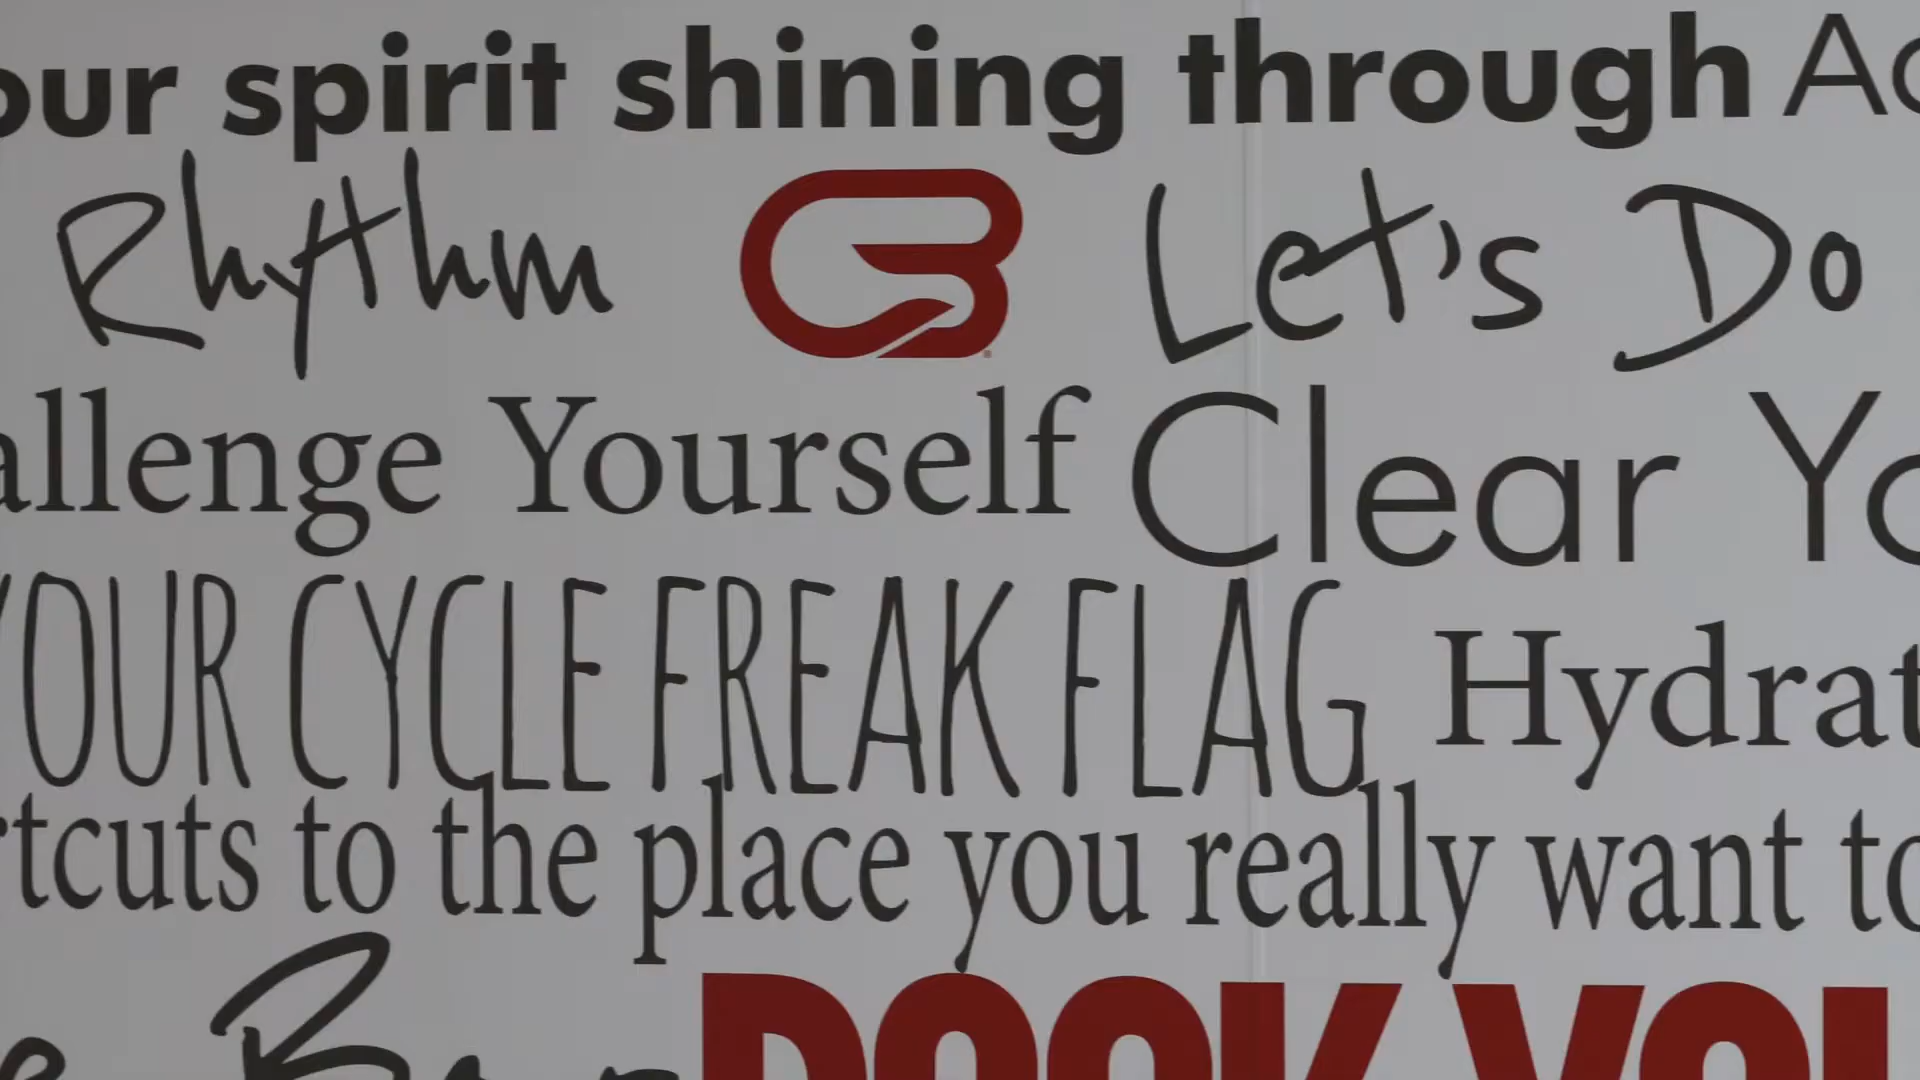 our spirit shining through
Rhythm CB Let's Do
allenge Yourself Clear Yo
YOUR CYCLE FREAK FLAG Hydrat
rtcuts to the place you really want to